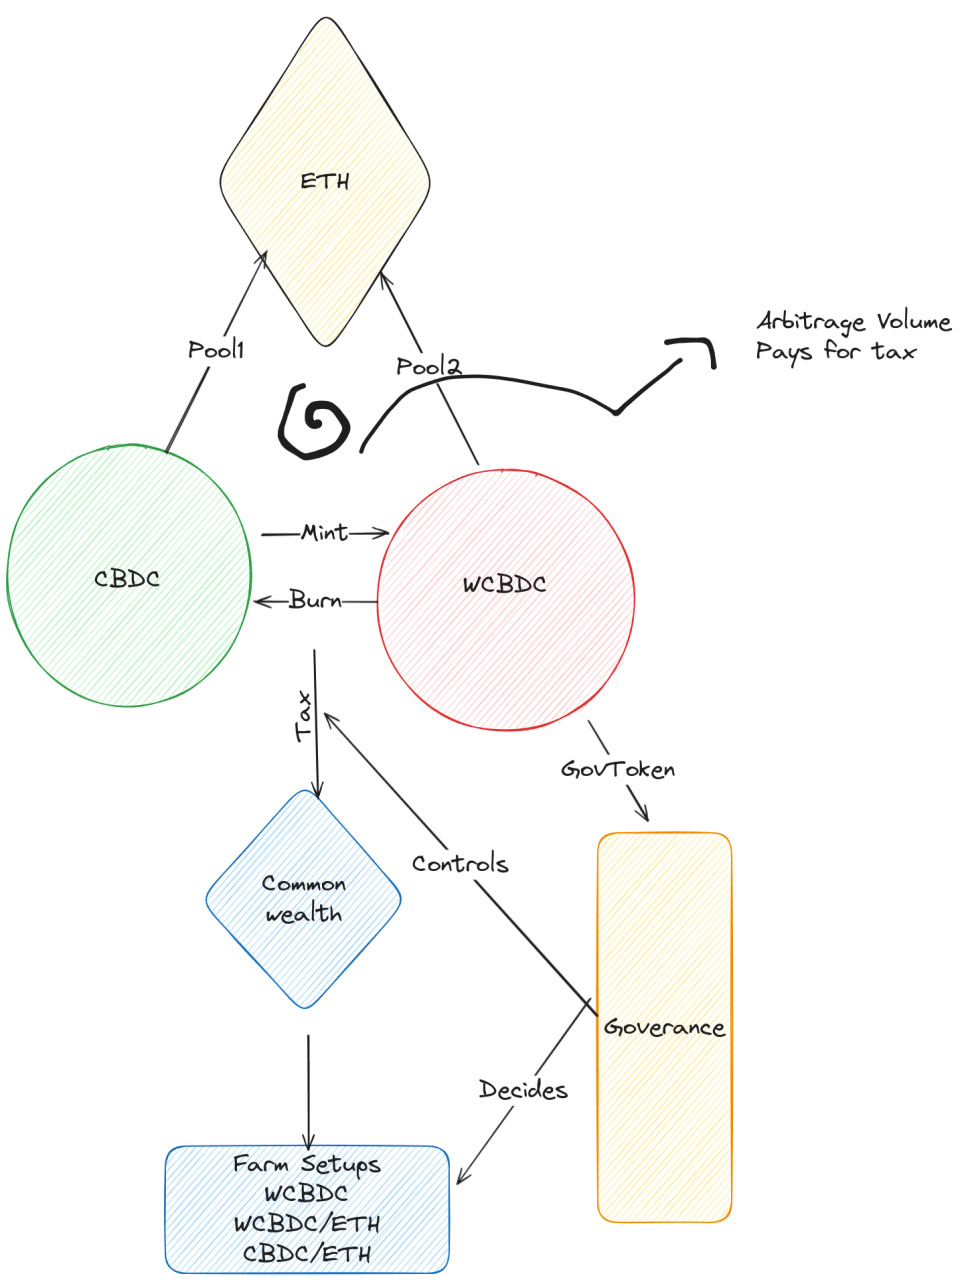 ETH
Arbitrage Volume
Pays for tax
Pool1
Pool2
Mint
CBDC
WCBDC
Burn
Tax
GovToken
Controls
Common
wealth
Goverance
Decides
Farm Setups
WCBDC
WCBDC/ETH
CBDC/ETH